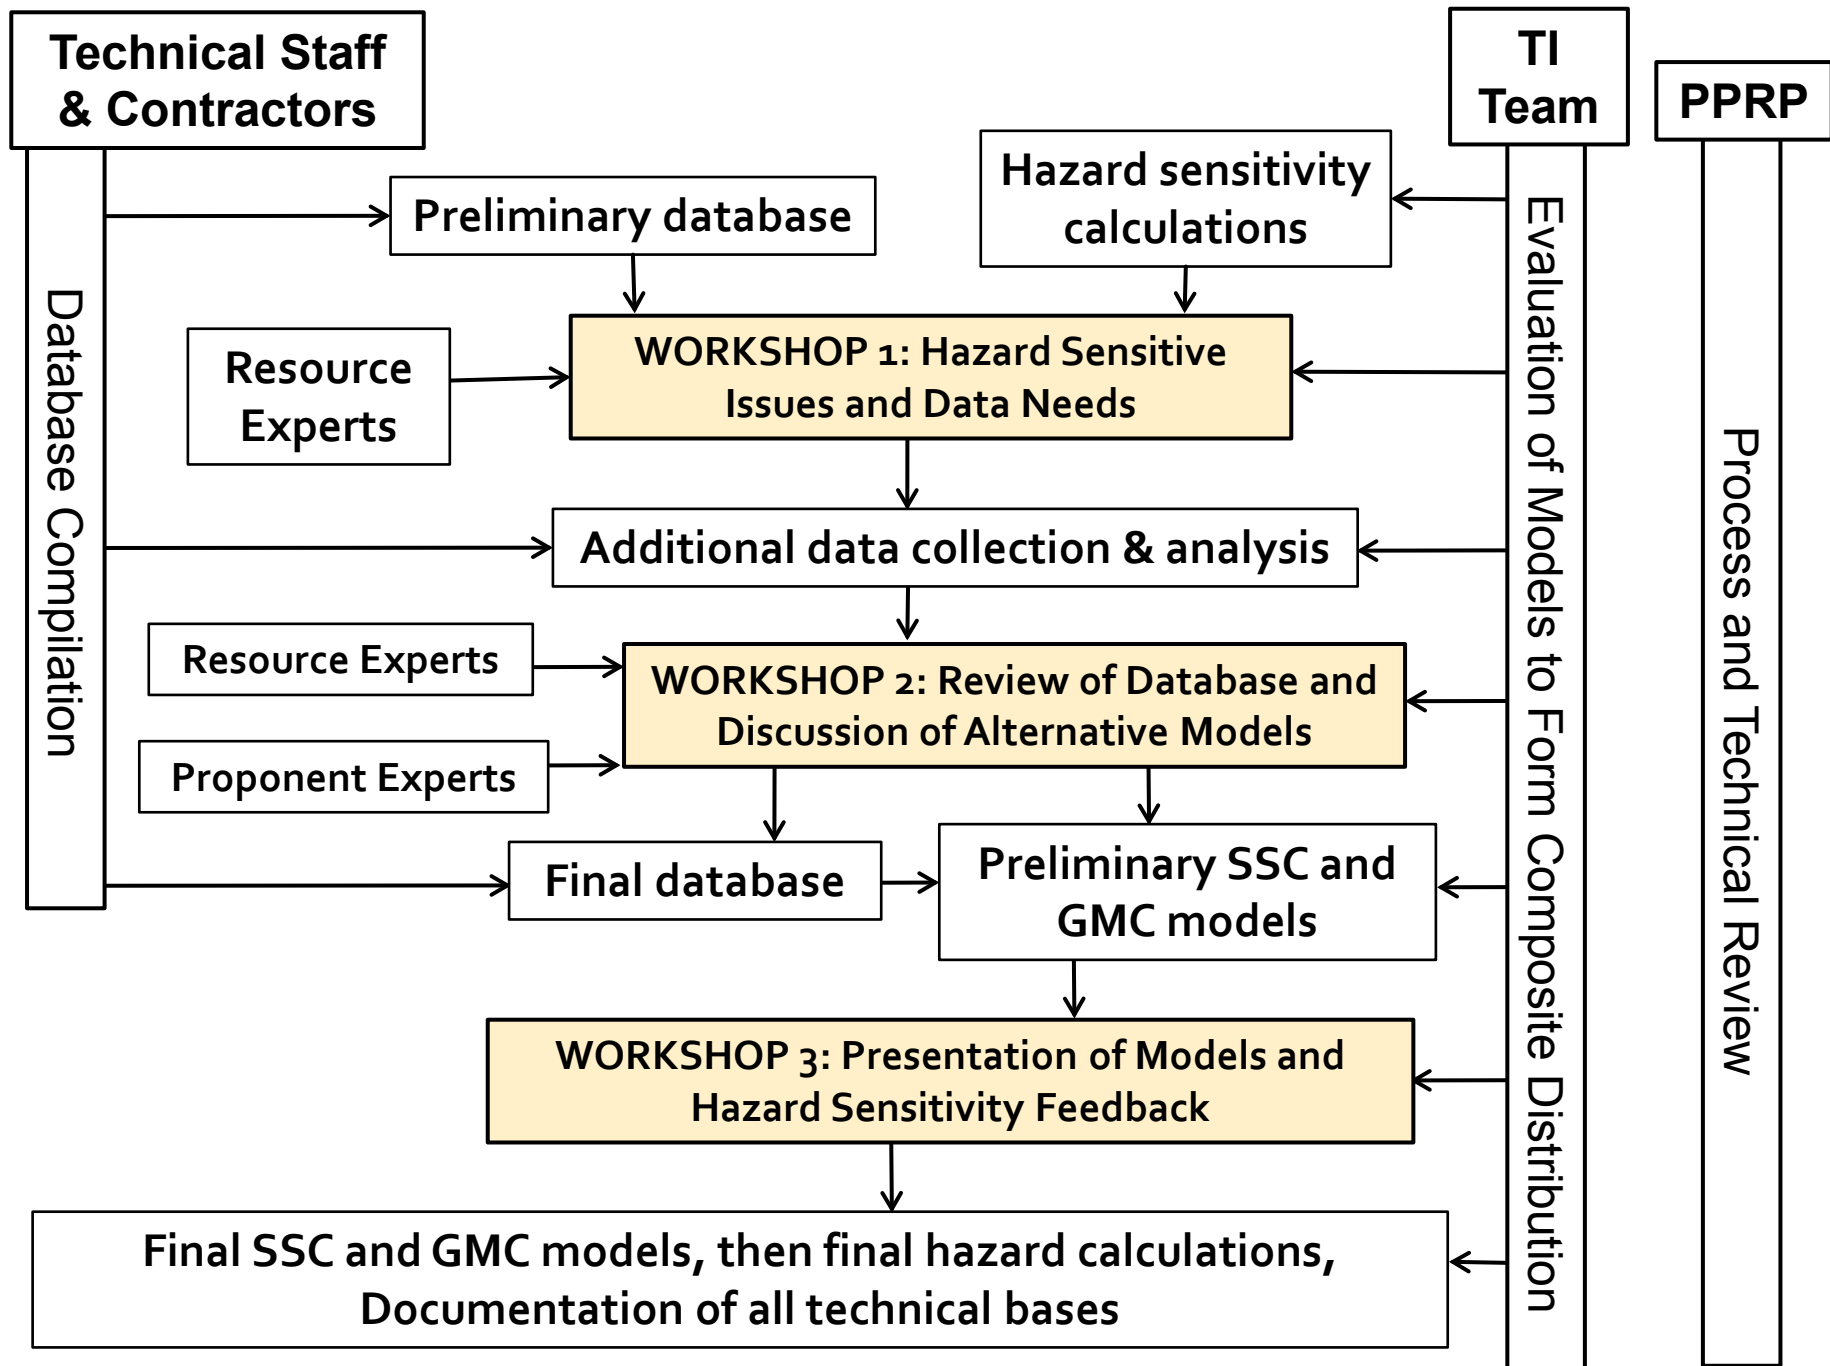 Technical Staff
& Contractors
TI
Team
PPRP
Hazard sensitivity
calculations
Preliminary database
Database Compilation
Evaluation of Models to Form Composite Distribution
Process and Technical Review
Resource
Experts
WORKSHOP 1: Hazard Sensitive
Issues and Data Needs
Additional data collection & analysis
Resource Experts
WORKSHOP 2: Review of Database and
Discussion of Alternative Models
Proponent Experts
Final database
Preliminary SSC and
GMC models
WORKSHOP 3: Presentation of Models and
Hazard Sensitivity Feedback
Final SSC and GMC models, then final hazard calculations,
Documentation of all technical bases